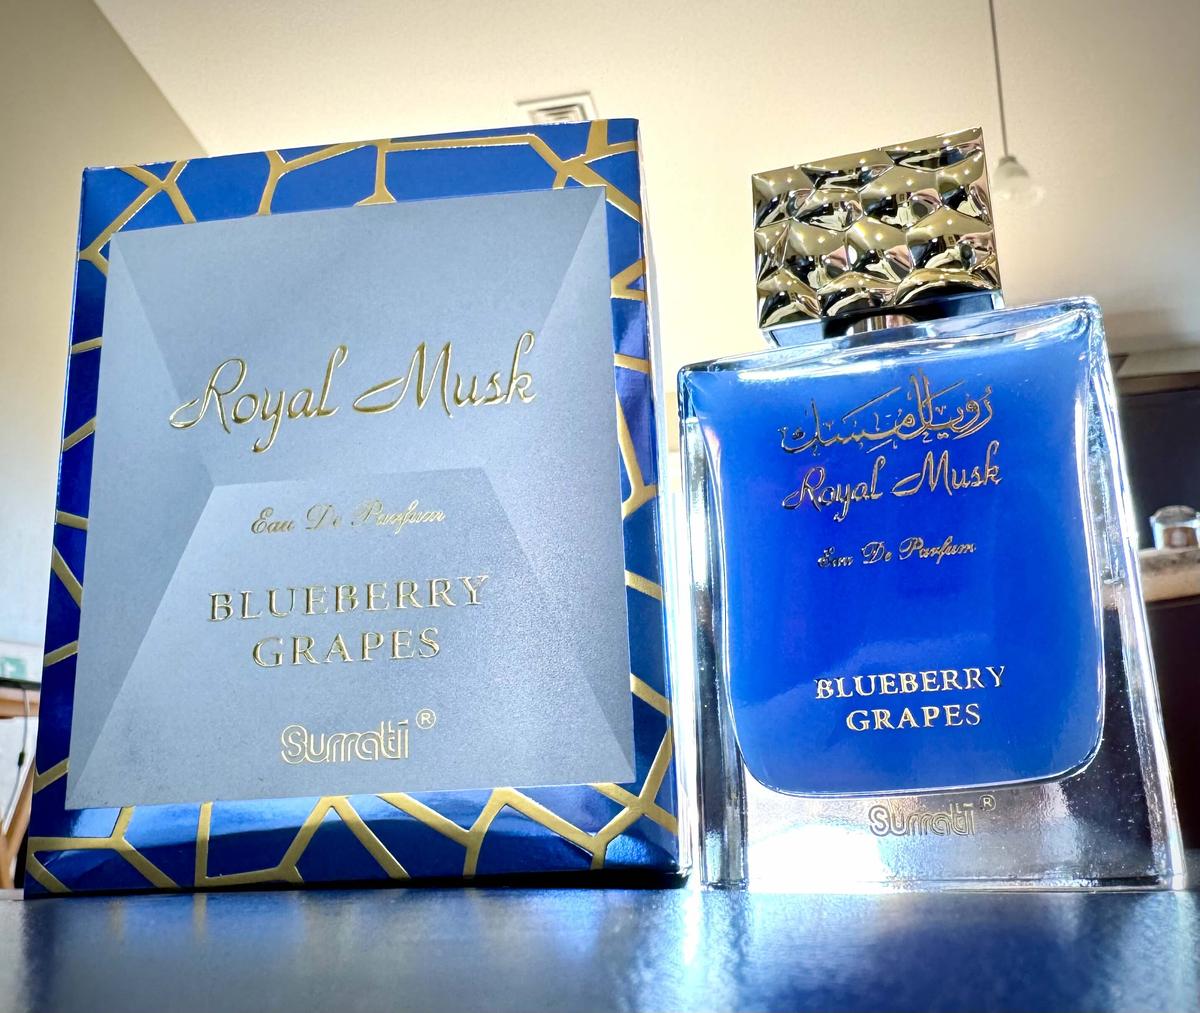 Royal Musk
Eau De Parfum
BLUEBERRY
GRAPES
Surrati®
رويال مسك
Royal Musk
Eau De Parfum
BLUEBERRY
GRAPES
Surrati®